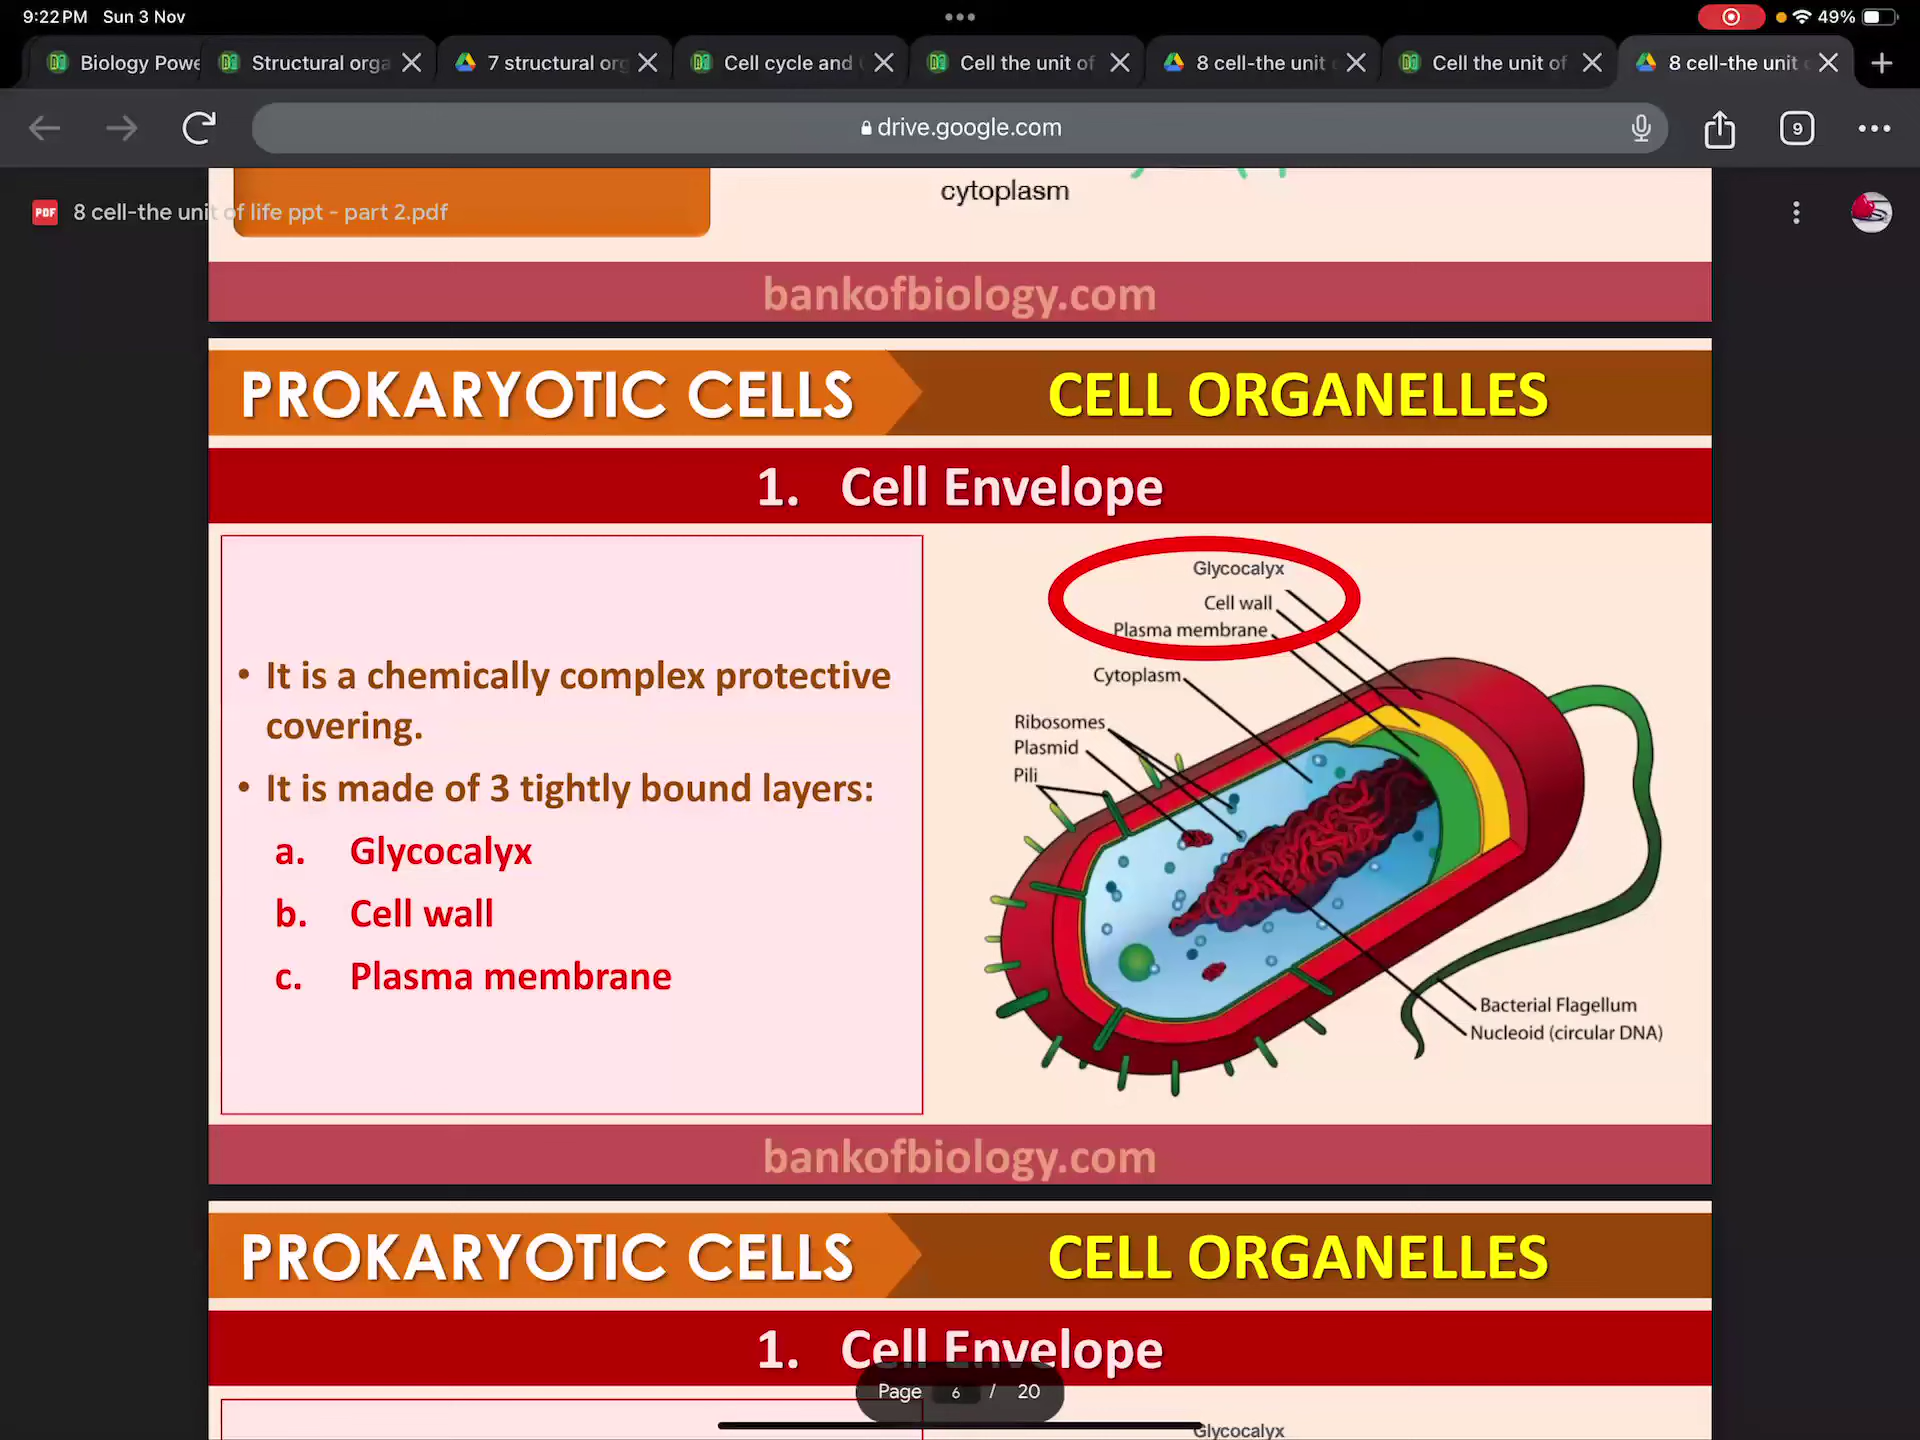 9:22 PM Sun 3 Nov
49%
Biology Powe
Structural orga
7 structural org
Cell cycle and
Cell the unit of
8 cell-the unit
Cell the unit of
8 cell-the unit
drive.google.com
9
PDF 8 cell-the unit of life ppt - part 2.pdf
cytoplasm
bankofbiology.com
PROKARYOTIC CELLS
CELL ORGANELLES
1. Cell Envelope
• It is a chemically complex protective
covering.
• It is made of 3 tightly bound layers:
a. Glycocalyx
b. Cell wall
c. Plasma membrane
Glycocalyx
Cell wall
Plasma membrane
Cytoplasm
Ribosomes
Plasmid
Pili
Bacterial Flagellum
Nucleoid (circular DNA)
bankofbiology.com
PROKARYOTIC CELLS
CELL ORGANELLES
1. Cell Envelope
Page 6 / 20
Glycocalyx